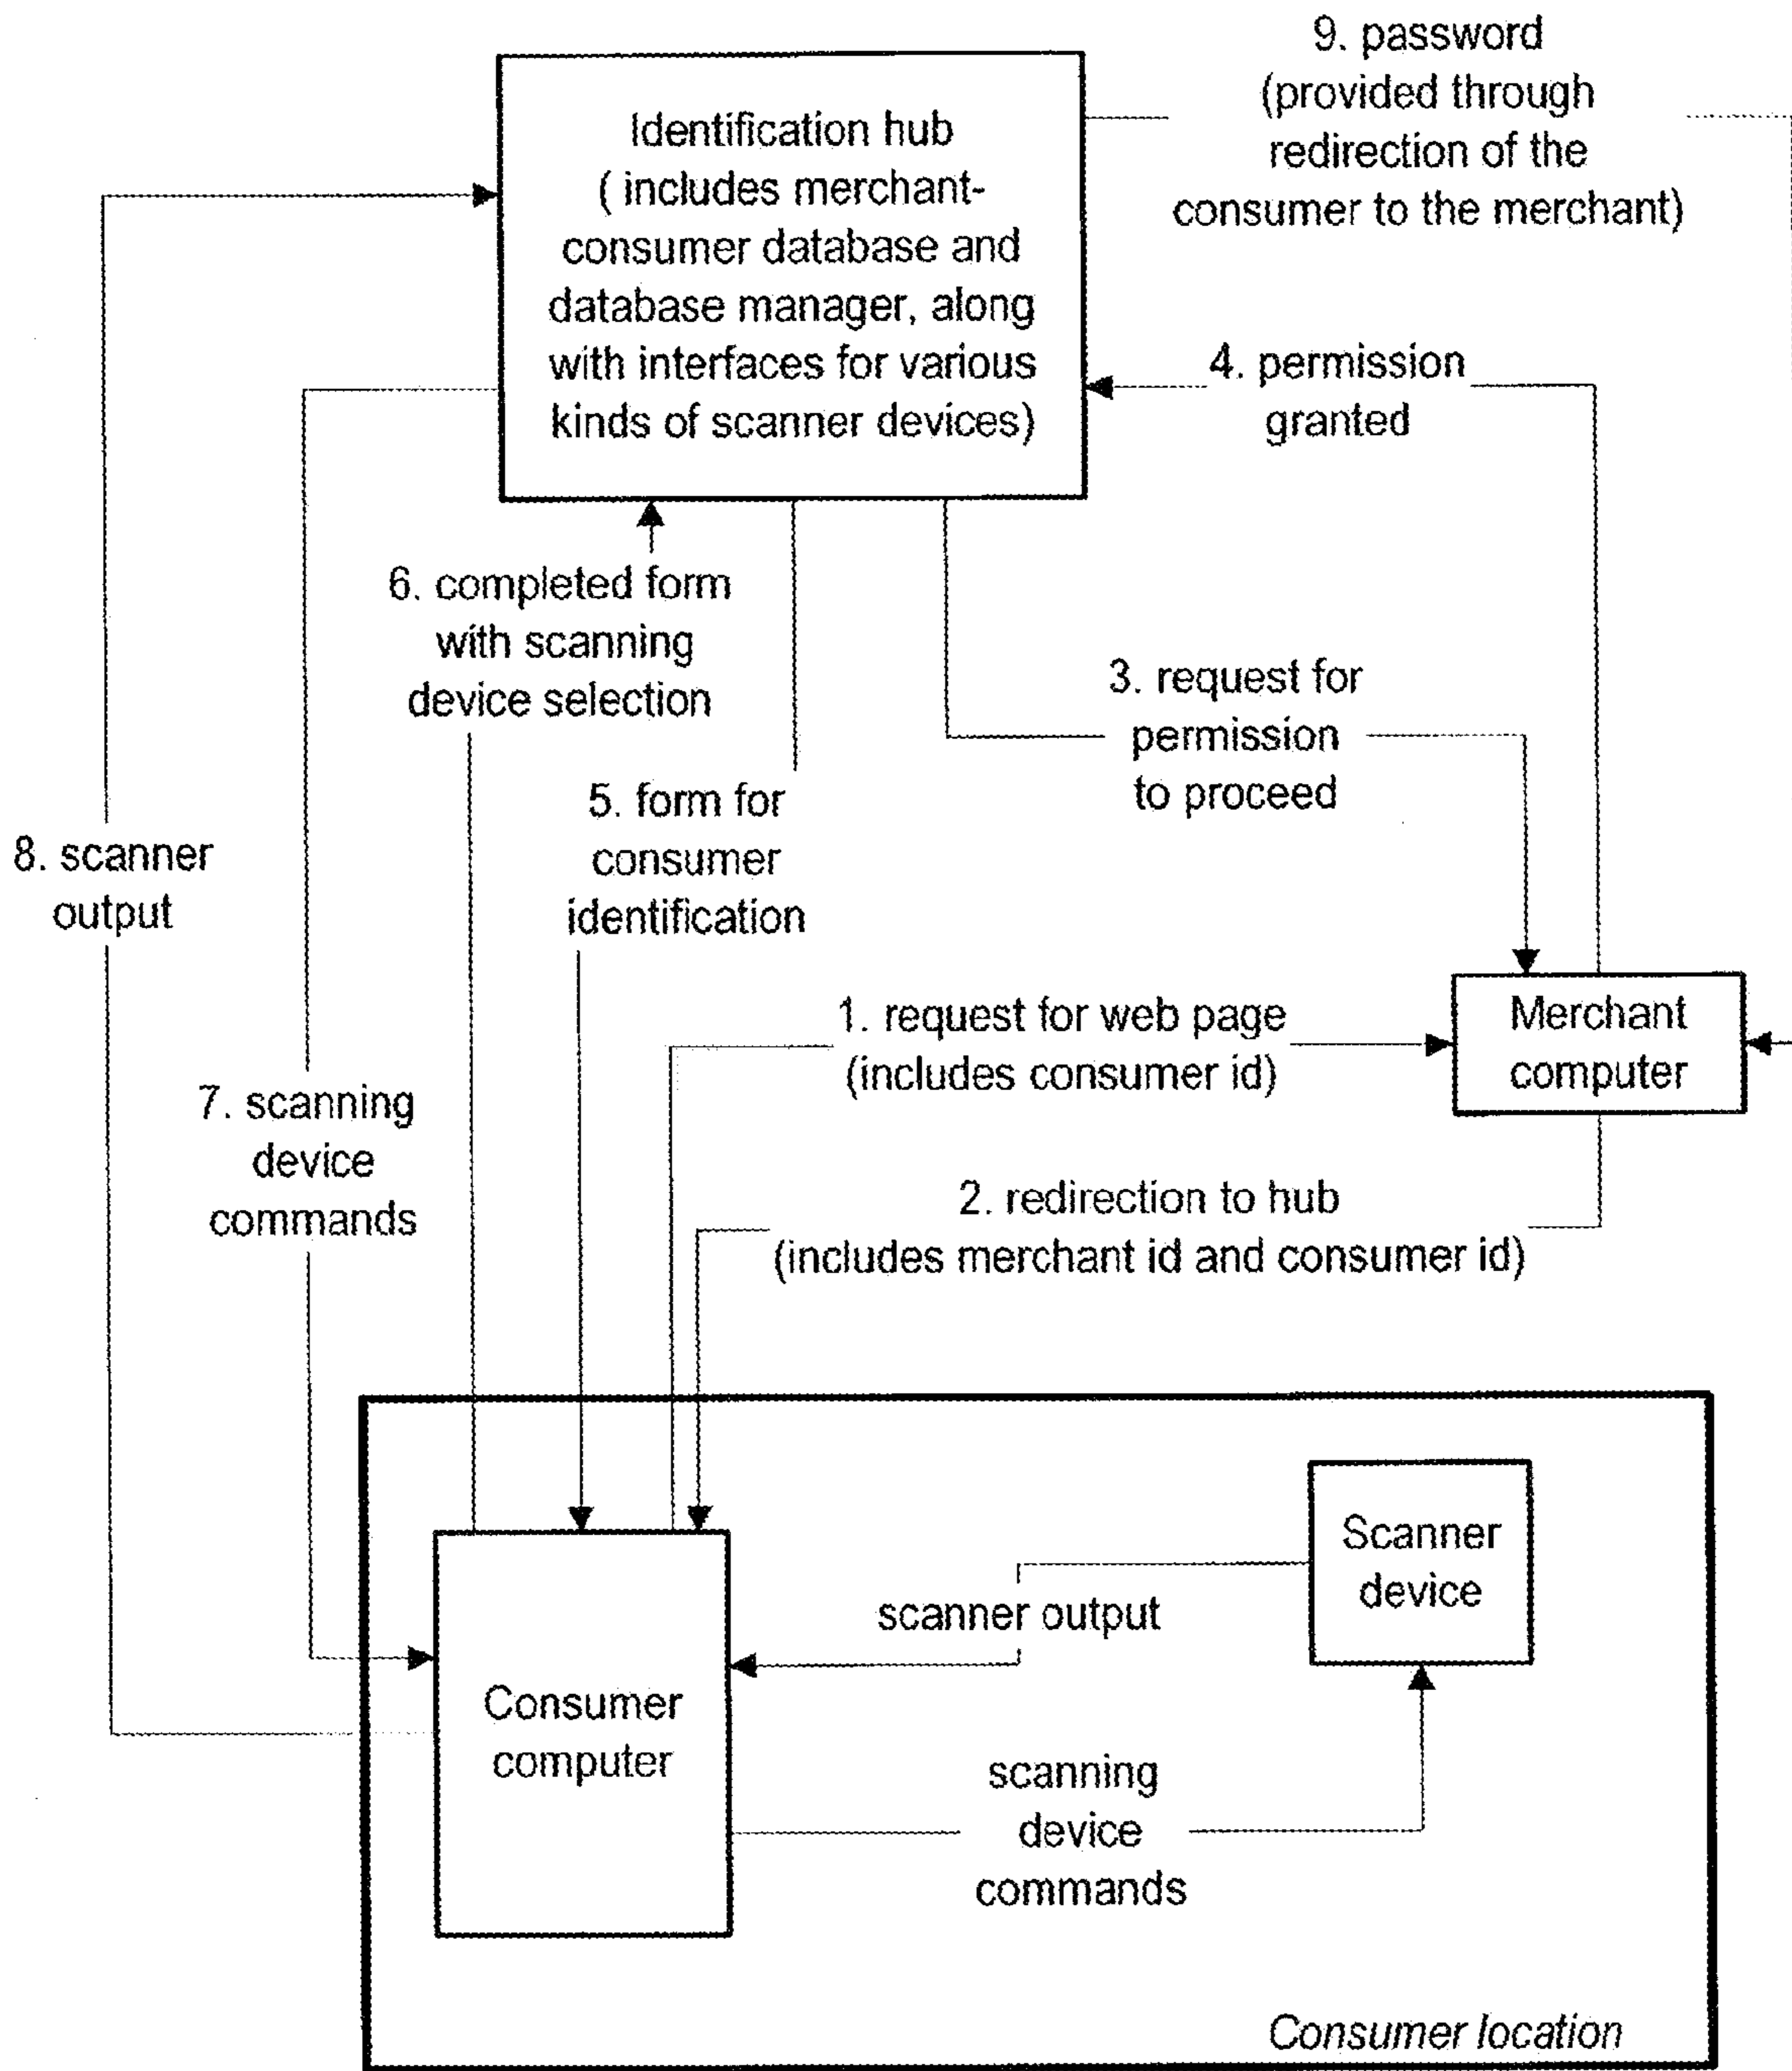 9. password
(provided through
redirection of the
consumer to the merchant)
Identification hub
( includes merchant-
consumer database and
database manager, along
with interfaces for various
kinds of scanner devices)
4. permission
granted
6. completed form
with scanning
device selection
3. request for
permission
to proceed
5. form for
consumer
identification
8. scanner
output
1. request for web page
(includes consumer id)
Merchant
computer
7. scanning
device
commands
2. redirection to hub
(includes merchant id and consumer id)
Scanner
device
scanner output
Consumer
computer
scanning
device
commands
Consumer location